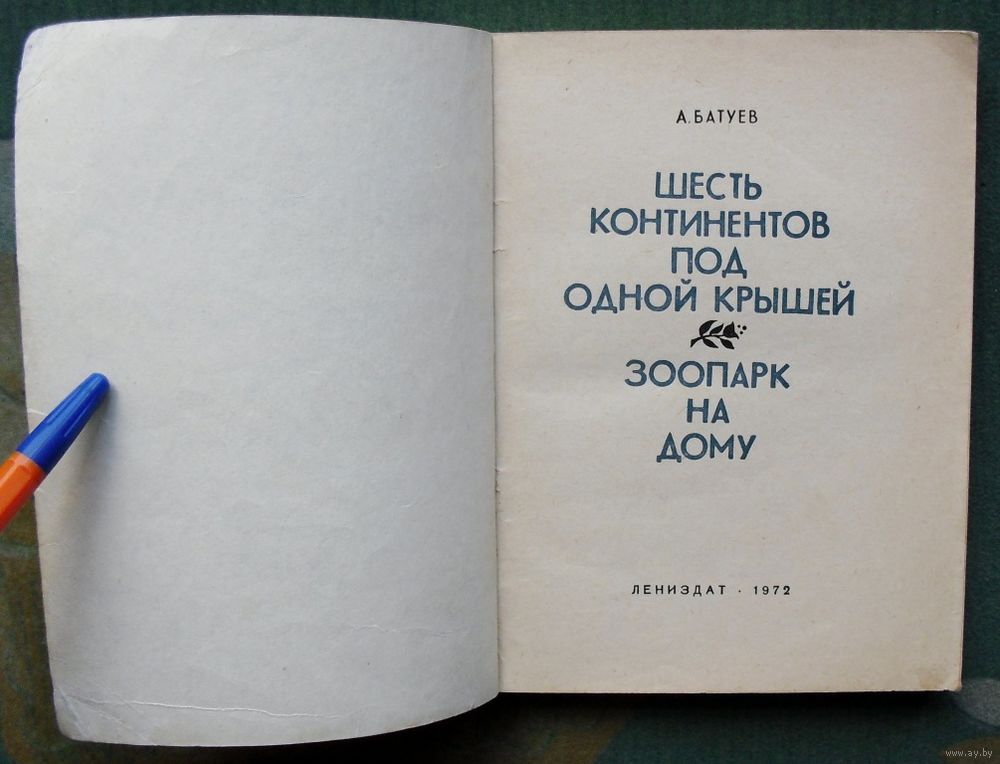 А. БАТУЕВ
ШЕСТЬ
КОНТИНЕНТОВ
ПОД
ОДНОЙ КРЫШЕЙ
ЗООПАРК
НА
ДОМУ
ЛЕНИЗДАТ · 1972
www.ay.by